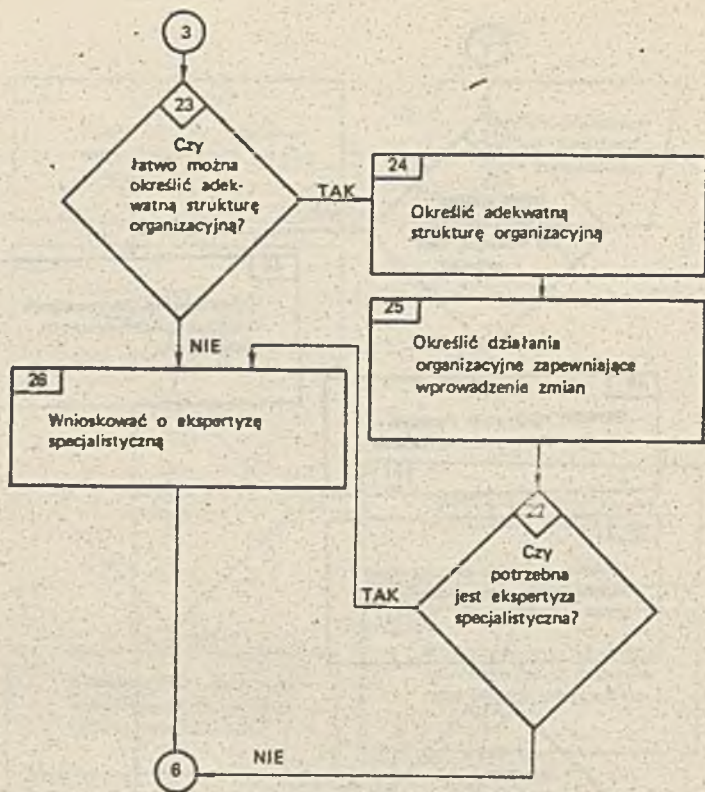 3
23
Czy
łatwo można
określić adek-
watną strukturę
organizacyjną?
TAK
24
Określić adekwatną
strukturę organizacyjną
25
Określić działania
organizacyjne zapewniające
wprowadzenie zmian
NIE
26
Wnioskować o ekspertyzę
specjalistyczną
Czy
potrzebna
jest ekspertyza
specjalistyczna?
TAK
NIE
6